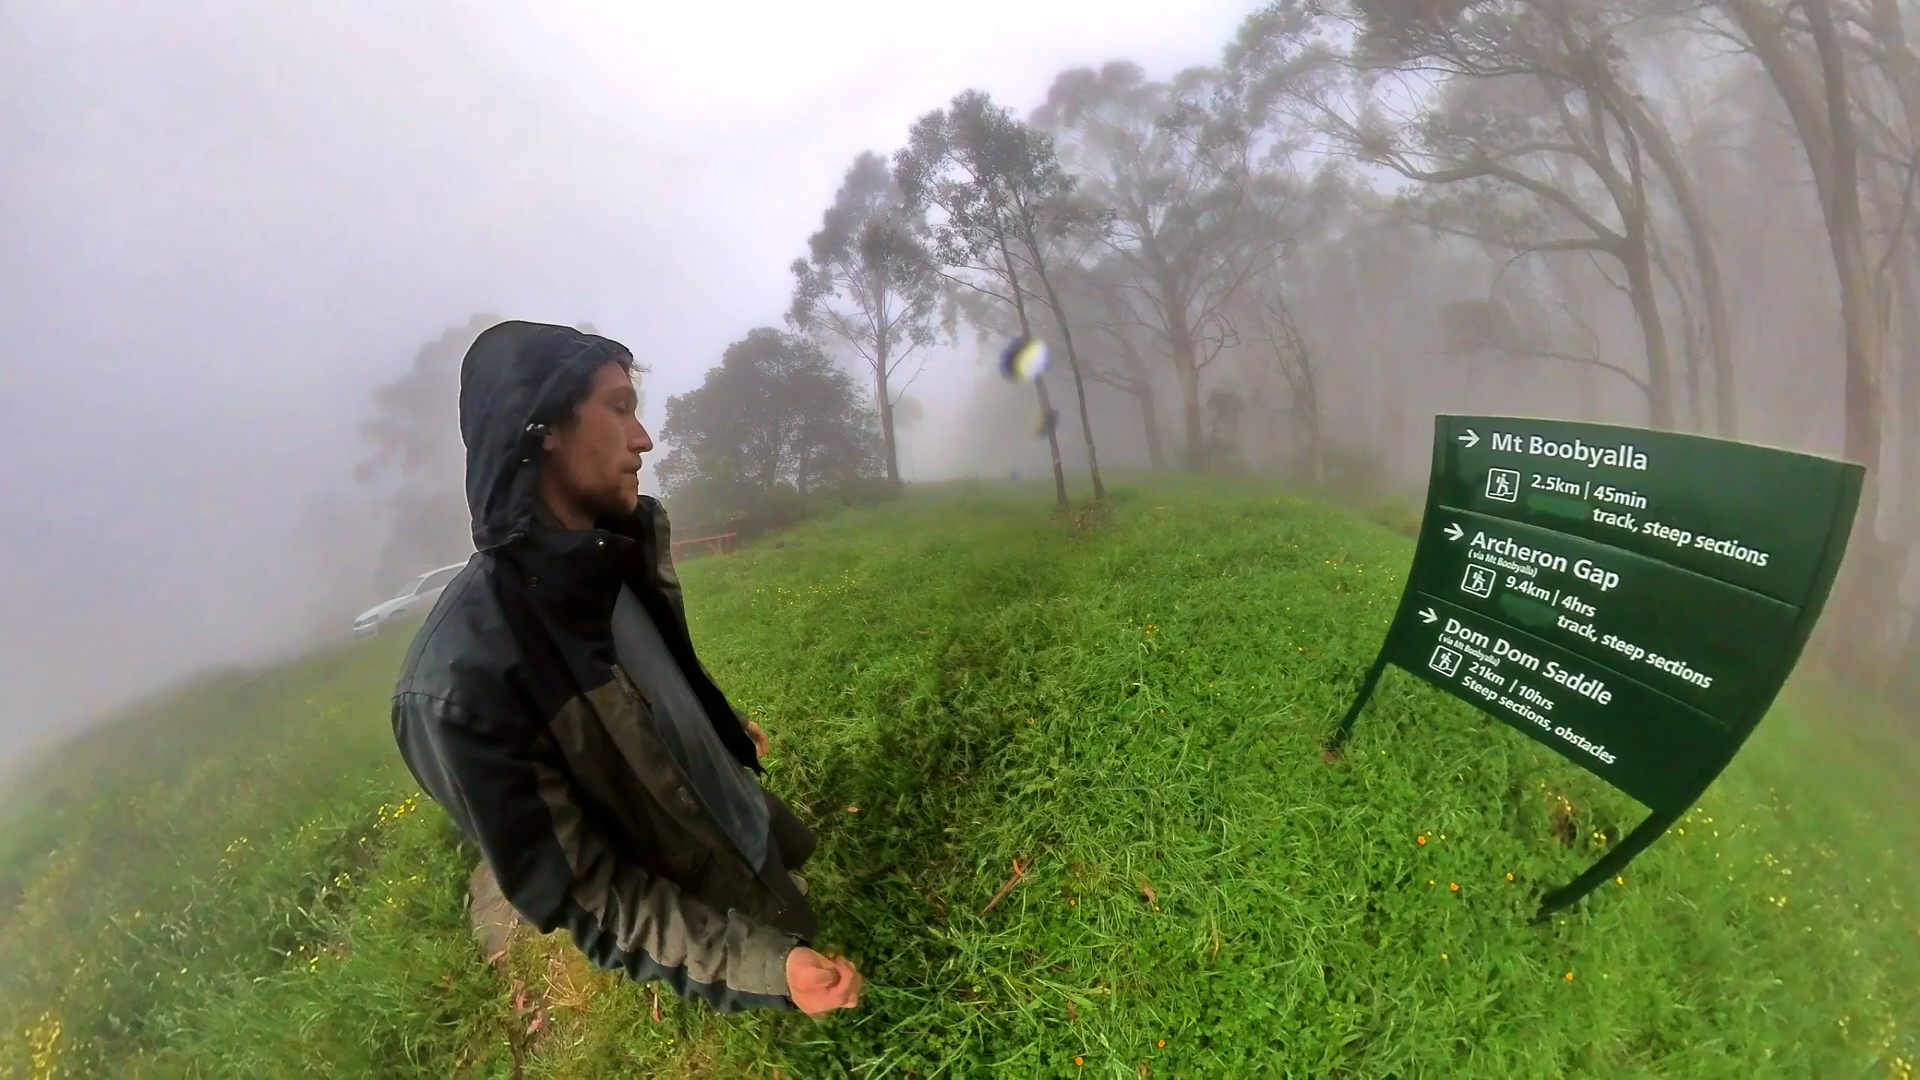 → Mt Boobyalla
2.5km | 45min
track, steep sections
→ Archeron Gap
(via Mt Boobyalla)
9.4km | 4hrs
track, steep sections
→ Dom Dom Saddle
(via Mt Boobyalla)
21km | 10hrs
Steep sections, obstacles